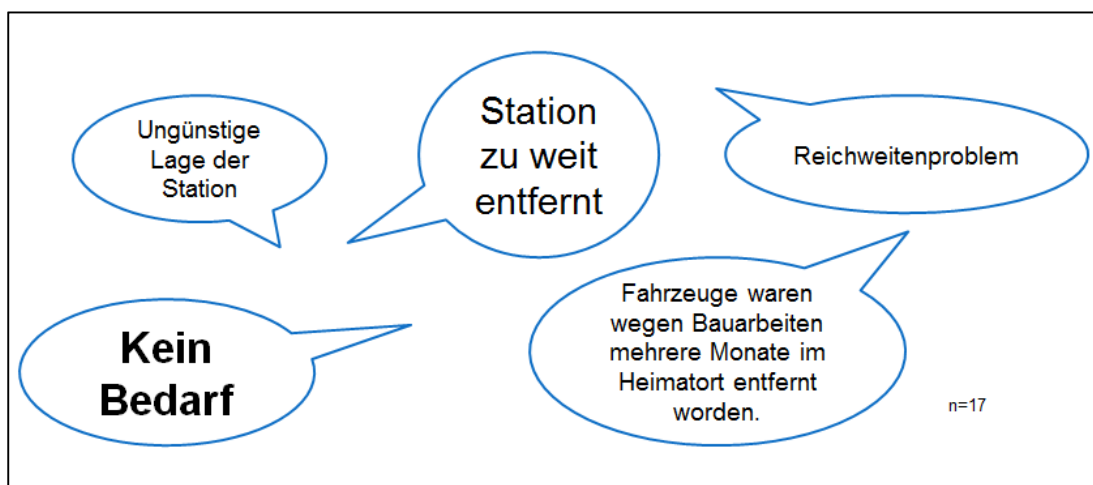 Ungünstige
Lage der
Station
Station
zu weit
entfernt
Reichweitenproblem
Kein
Bedarf
Fahrzeuge waren
wegen Bauarbeiten
mehrere Monate im
Heimatort entfernt
worden.
n=17